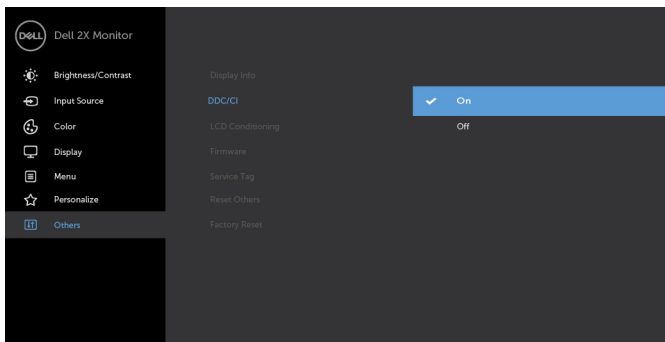 DELL Dell 2X Monitor
Brightness/Contrast
Input Source
Color
Display
Menu
Personalize
Others
Display Info
DDC/CI
LCD Conditioning
Firmware
Service Tag
Reset Others
Factory Reset
On
Off